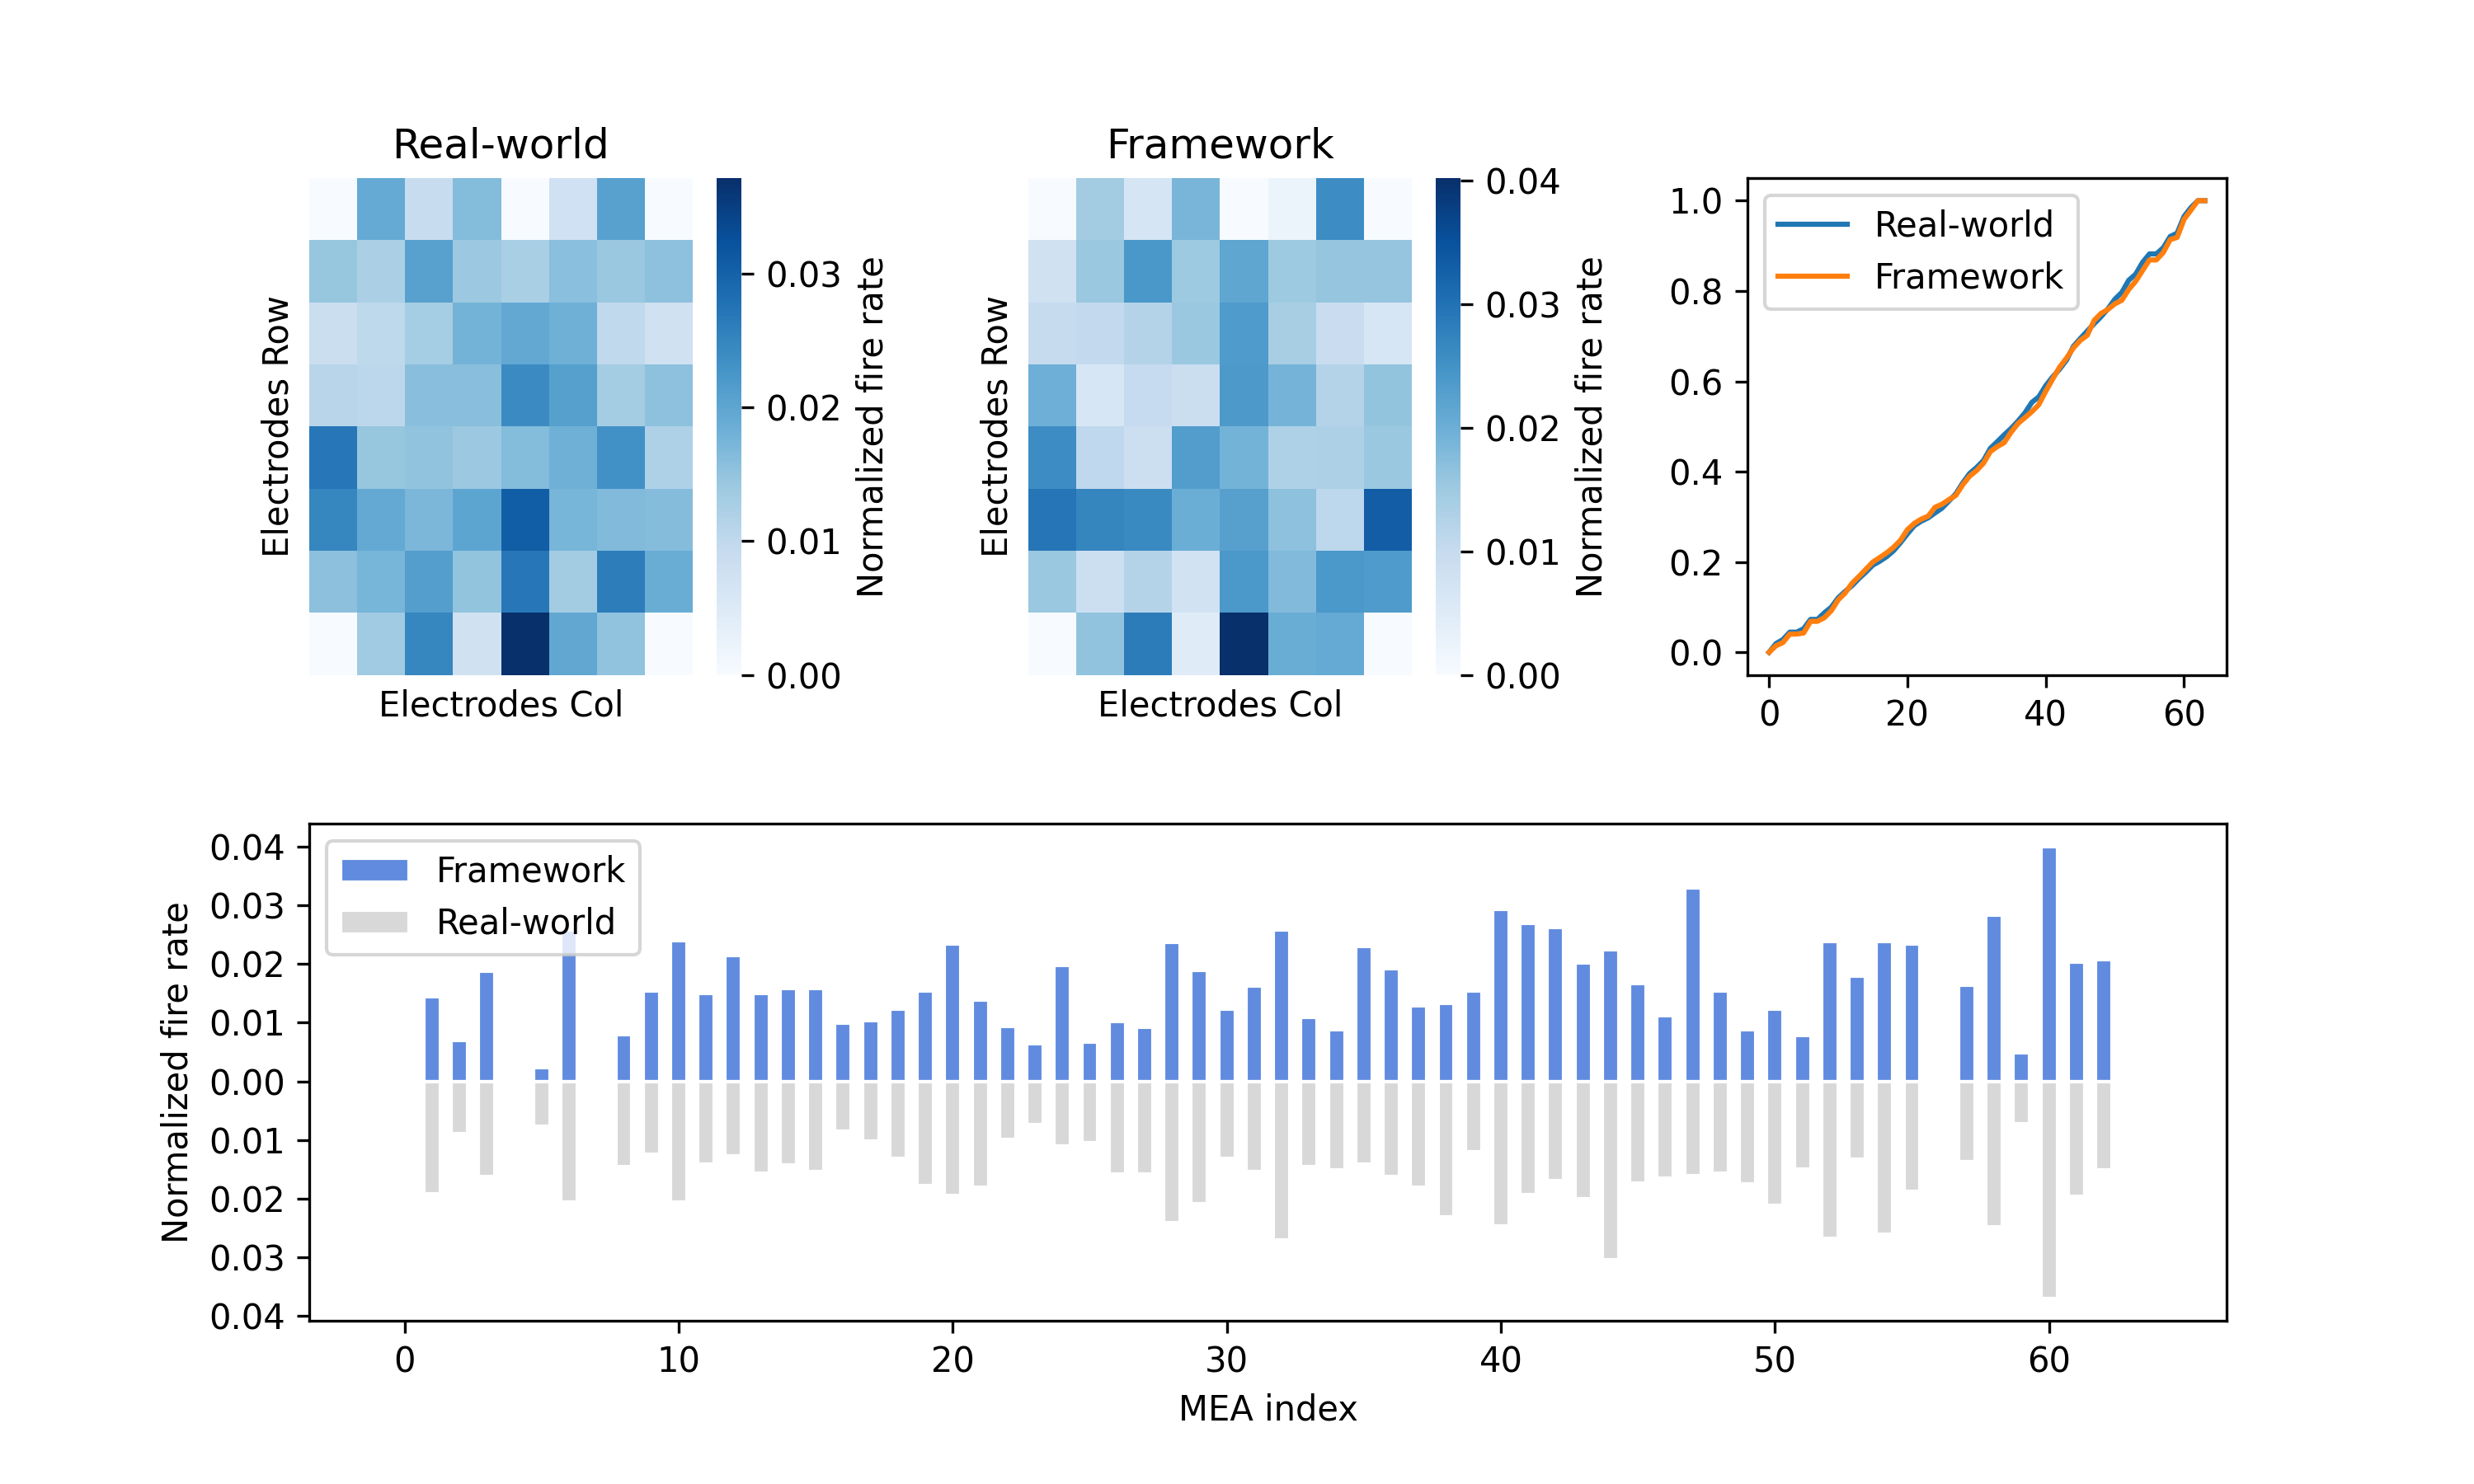 Real-world
Electrodes Row
Electrodes Col
0.03
0.02
0.01
0.00
Normalized fire rate
Framework
Electrodes Row
Electrodes Col
0.04
0.03
0.02
0.01
0.00
Normalized fire rate
Real-world
Framework
1.0
0.8
0.6
0.4
0.2
0.0
0 20 40 60
Framework
Real-world
Normalized fire rate
0.04
0.03
0.02
0.01
0.00
0.01
0.02
0.03
0.04
0 10 20 30 40 50 60
MEA index